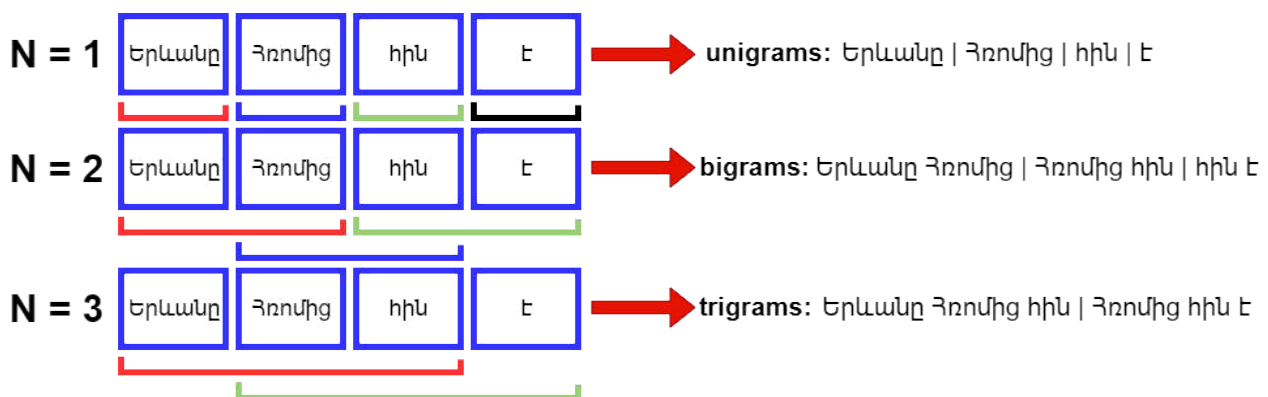 N = 1 Երևանը Հռոմից հին է unigrams: Երևանը | Հռոմից | հին | է
N = 2 Երևանը Հռոմից հին է bigrams: Երևանը Հռոմից | Հռոմից հին | հին է
N = 3 Երևանը Հռոմից հին է trigrams: Երևանը Հռոմից հին | Հռոմից հին է